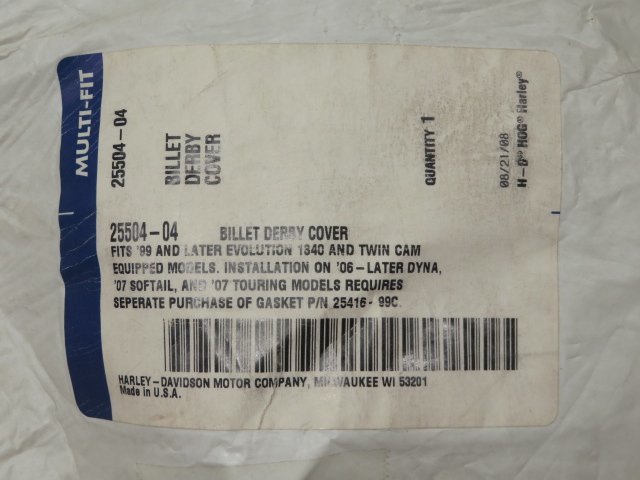 MULTI-FIT
25504-04
BILLET
DERBY
COVER
QUANTITY 1
08/21/08
H-D® HOG® Harley®
25504-04 BILLET DERBY COVER
FITS '99 AND LATER EVOLUTION 1340 AND TWIN CAM
EQUIPPED MODELS. INSTALLATION ON '06-LATER DYNA,
'07 SOFTAIL, AND '07 TOURING MODELS REQUIRES
SEPERATE PURCHASE OF GASKET P/N 25416-99C.
HARLEY-DAVIDSON MOTOR COMPANY, MILWAUKEE WI 53201
Made in U.S.A.